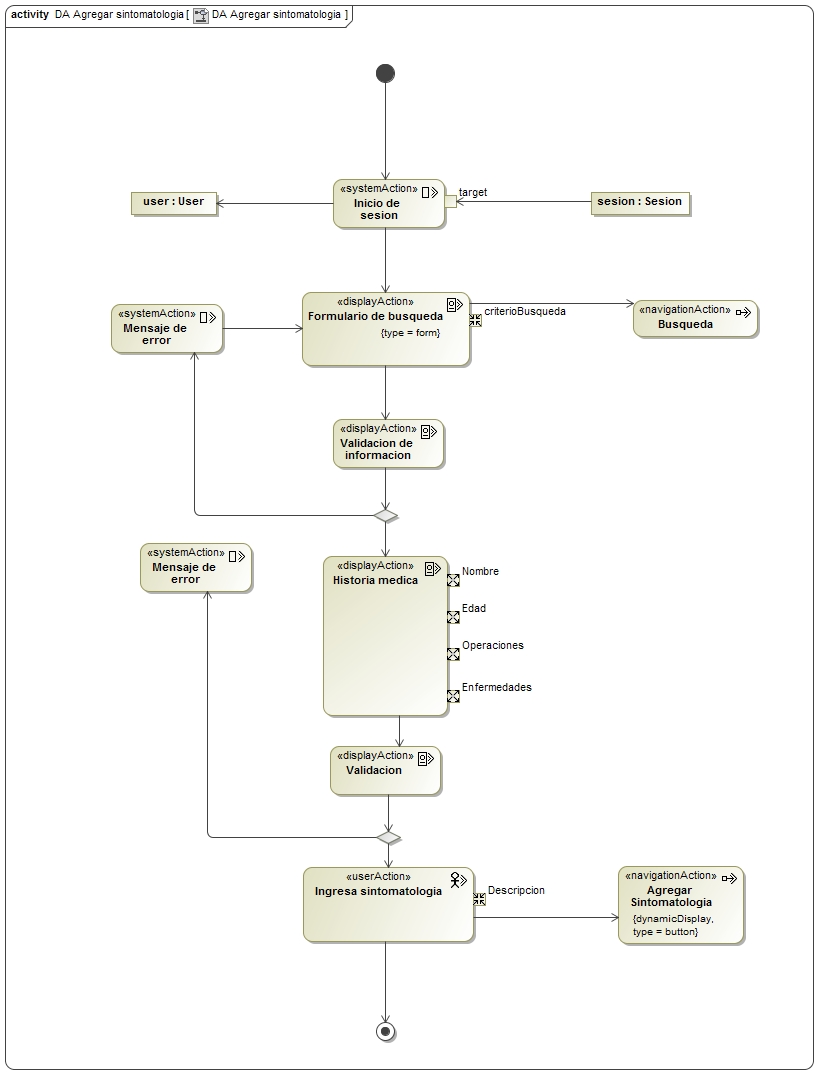 activity DA Agregar sintomatologia [ DA Agregar sintomatologia ]
«systemAction»
Inicio de
sesion
target
user : User
sesion : Sesion
«displayAction»
Formulario de busqueda
{type = form}
criterioBusqueda
«navigationAction»
Busqueda
«systemAction»
Mensaje de
error
«displayAction»
Validacion de
informacion
«systemAction»
Mensaje de
error
«displayAction»
Historia medica
Nombre
Edad
Operaciones
Enfermedades
«displayAction»
Validacion
«userAction»
Ingresa sintomatologia
Descripcion
«navigationAction»
Agregar
Sintomatologia
{dynamicDisplay,
type = button}